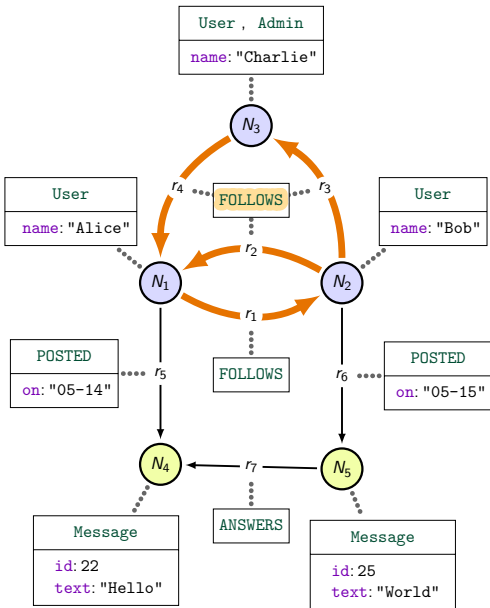 User , Admin
name: "Charlie"
N3
r4
r3
FOLLOWS
User
name: "Alice"
User
name: "Bob"
r2
N1
N2
r1
FOLLOWS
POSTED
on: "05-14"
r5
r6
POSTED
on: "05-15"
N4
r7
N5
ANSWERS
Message
id: 22
text: "Hello"
Message
id: 25
text: "World"